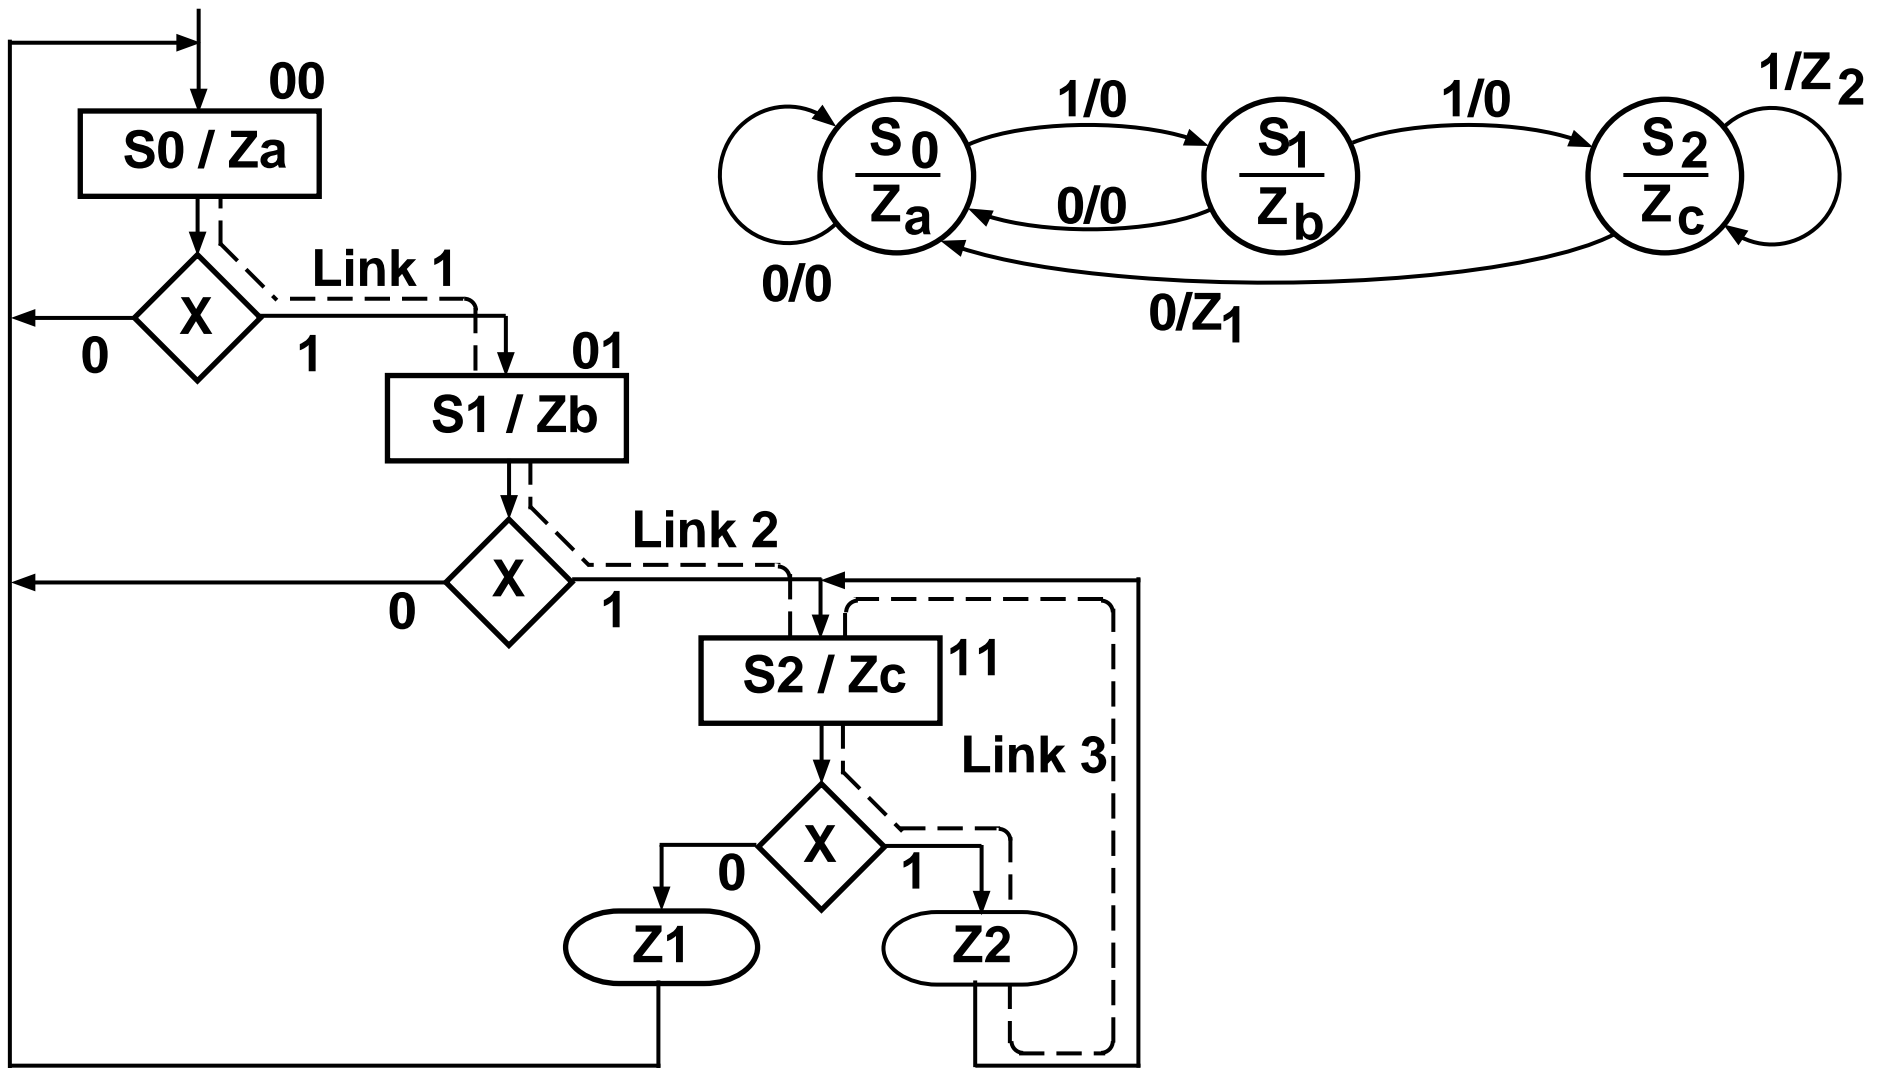 00
S0 / Za
X
0
1
Link 1
01
S1 / Zb
X
0
1
Link 2
11
S2 / Zc
Link 3
X
0
1
Z1
Z2
S0
Za
S1
Zb
S2
Zc
1/0
1/0
1/Z2
0/0
0/0
0/Z1